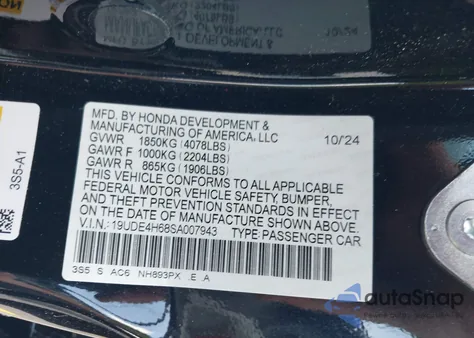 MFD. BY HONDA DEVELOPMENT &
MANUFACTURING OF AMERICA, LLC 10/24
GVWR 1850KG (4078LBS)
GAWR F 1000KG (2204LBS)
GAWR R 865KG (1906LBS)
THIS VEHICLE CONFORMS TO ALL APPLICABLE
FEDERAL MOTOR VEHICLE SAFETY, BUMPER,
AND THEFT PREVENTION STANDARDS IN EFFECT
ON THE DATE OF MANUFACTURE SHOWN ABOVE.
V.I.N.: 19UDE4H68SA007943 TYPE: PASSENGER CAR
3S5 S AC6 NH893PX .E .A
3S5-A1
autoSnap